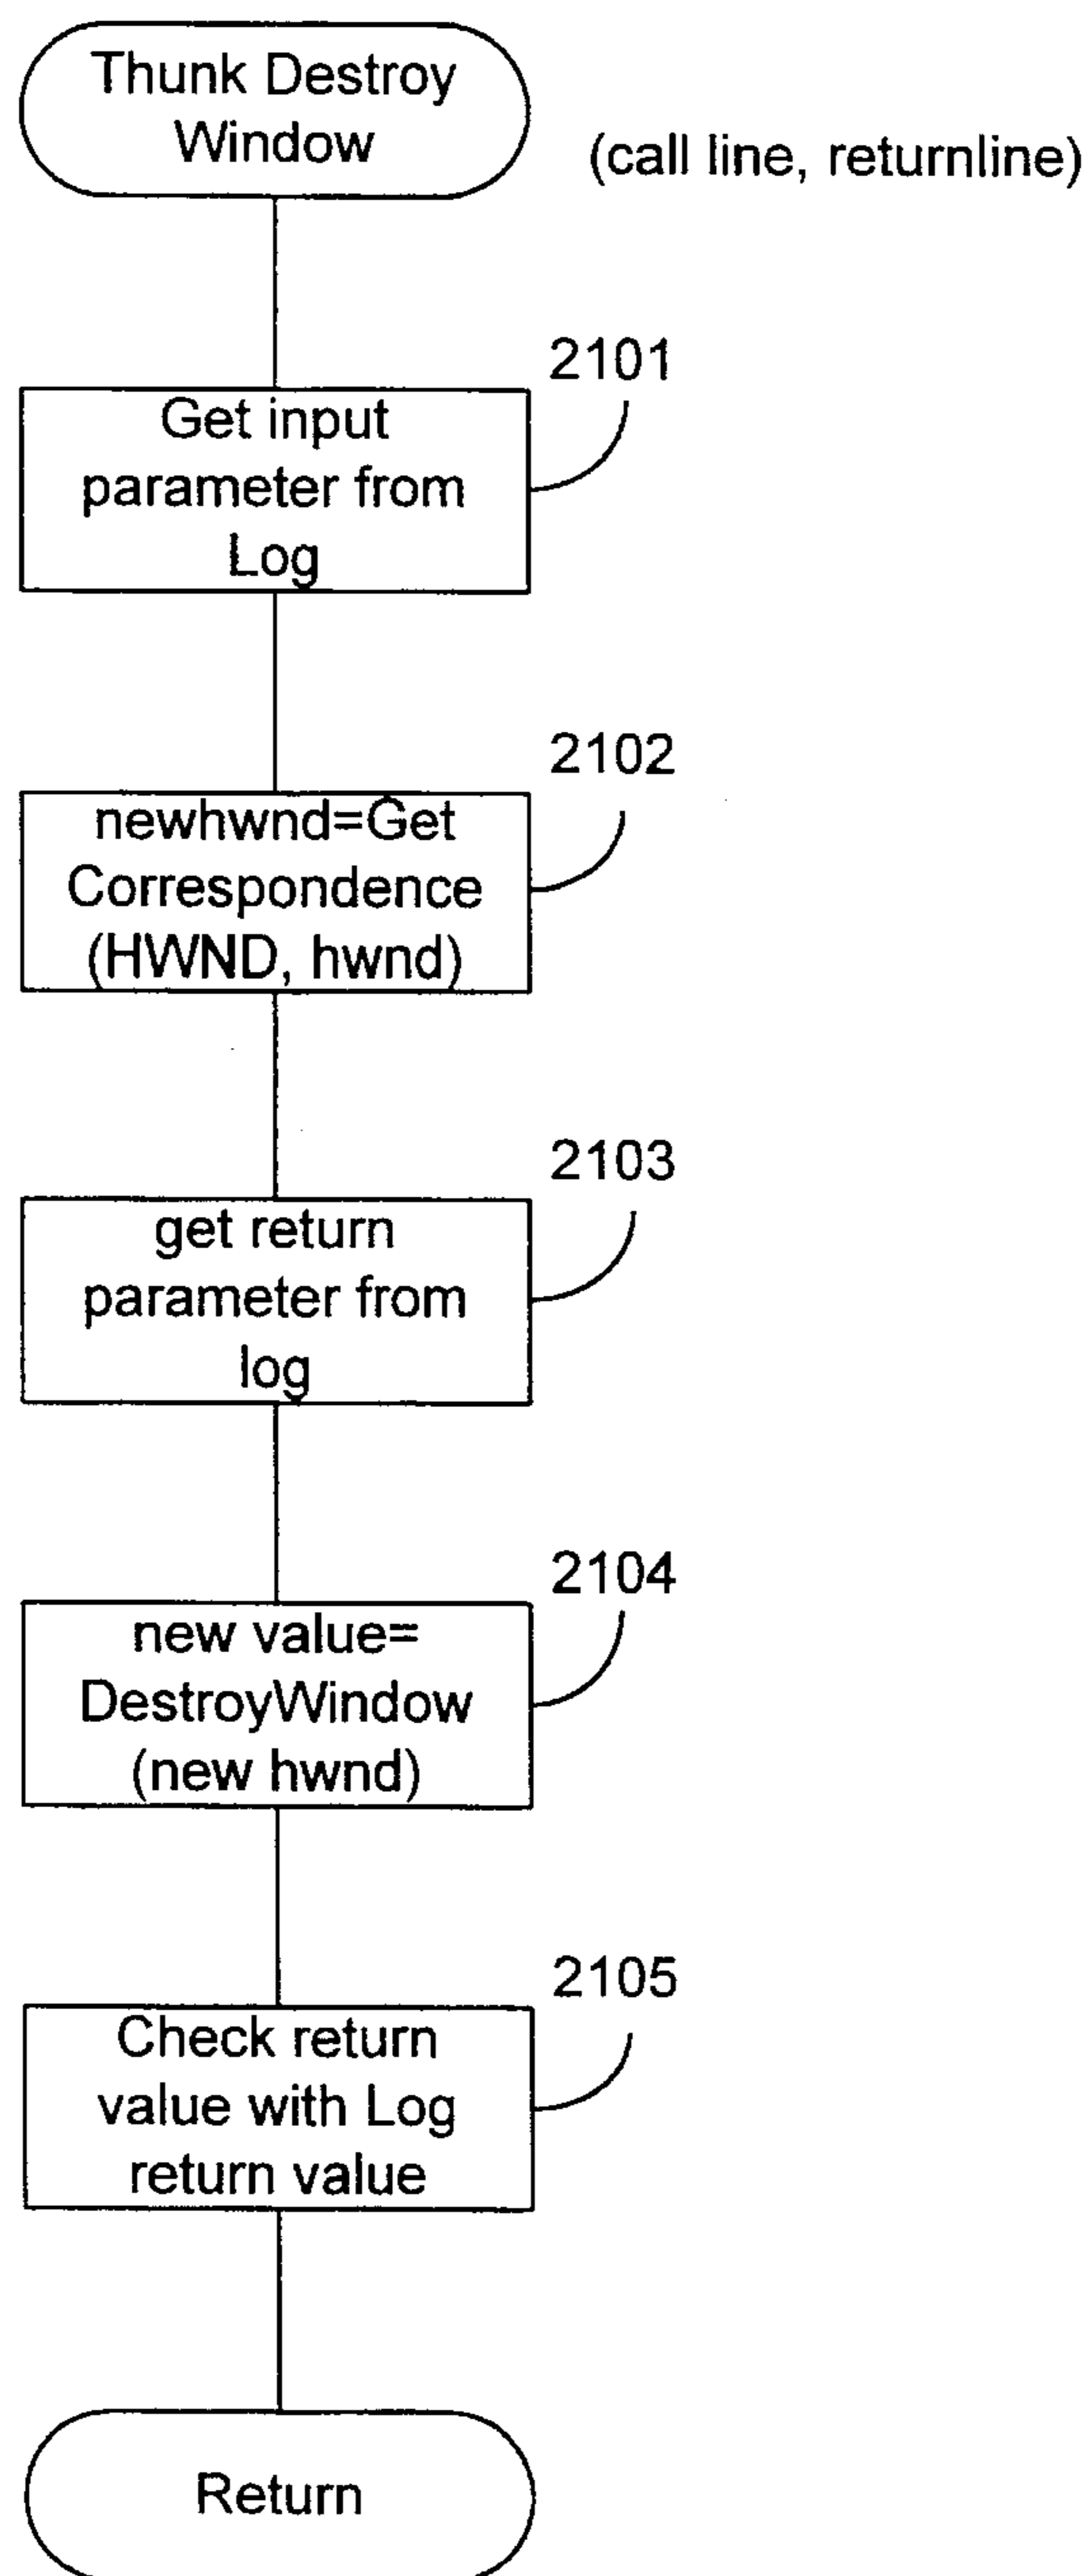 Thunk Destroy
Window
(call line, returnline)
2101
Get input
parameter from
Log
2102
newhwnd=Get
Correspondence
(HWND, hwnd)
2103
get return
parameter from
log
2104
new value=
DestroyWindow
(new hwnd)
2105
Check return
value with Log
return value
Return